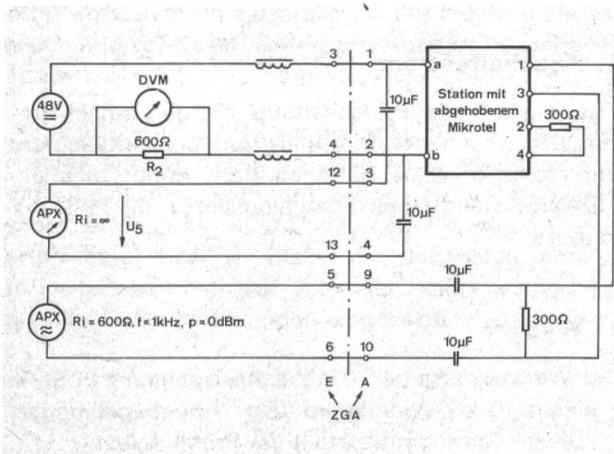 3 1 a 1
DVM
10µF
Station mit
abgehobenem
Mikrotel
3
300Ω
48V
600Ω
R2
4 2 b
2
4
12 3
APX
Ri = ∞
U5
10µF
13 4
5 9
10µF
APX
Ri = 600Ω, f = 1kHz, p = 0dBm
300Ω
10µF
6 10
E A
ZGA